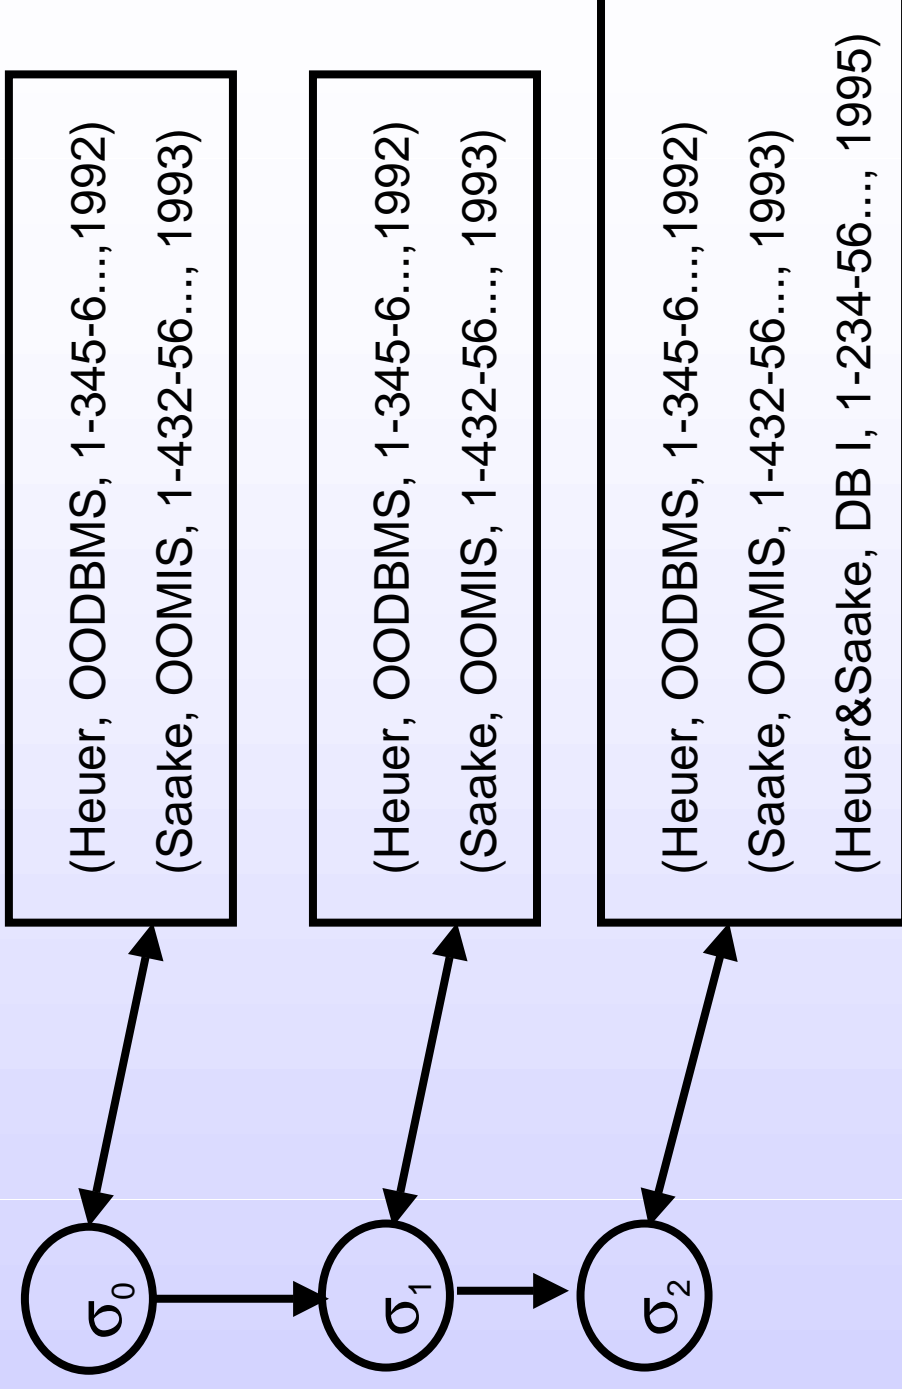 σ0
(Heuer, OODBMS, 1-345-6...,1992)
(Saake, OOMIS, 1-432-56..., 1993)
σ1
(Heuer, OODBMS, 1-345-6...,1992)
(Saake, OOMIS, 1-432-56..., 1993)
σ2
(Heuer, OODBMS, 1-345-6...,1992)
(Saake, OOMIS, 1-432-56..., 1993)
(Heuer&Saake, DB I, 1-234-56..., 1995)